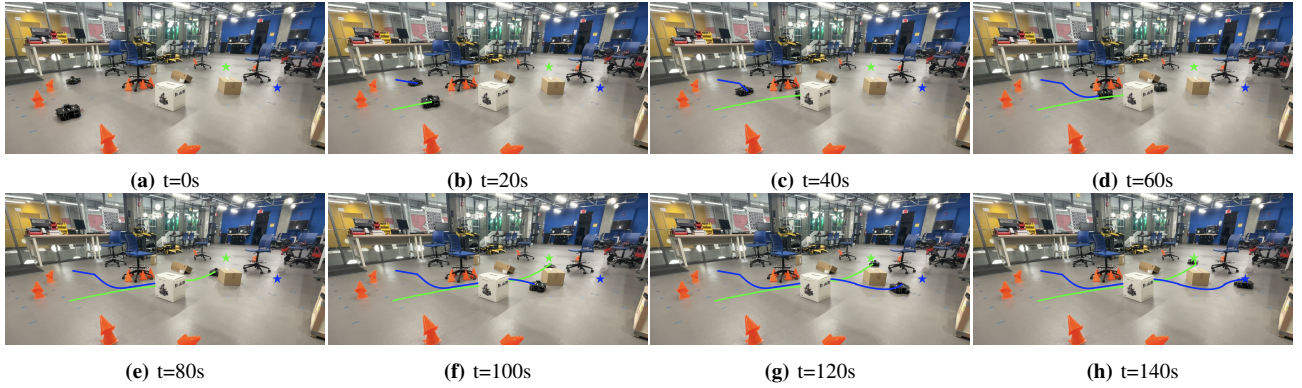 (a) t=0s
(b) t=20s
(c) t=40s
(d) t=60s
(e) t=80s
(f) t=100s
(g) t=120s
(h) t=140s